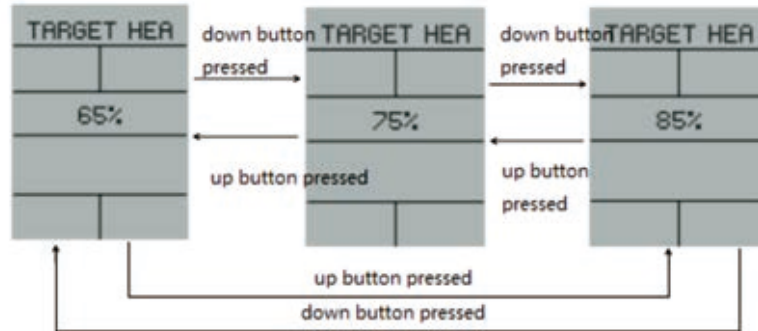 TARGET HEA
down button
pressed
TARGET HEA
down button
pressed
TARGET HEA
65%
75%
85%
up button pressed
up button
pressed
up button pressed
down button pressed